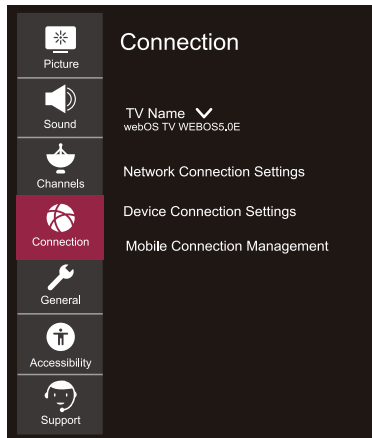 Picture
Sound
Channels
Connection
General
Accessibility
Support
Connection
TV Name
webOS TV WEBOS5.0E
Network Connection Settings
Device Connection Settings
Mobile Connection Management